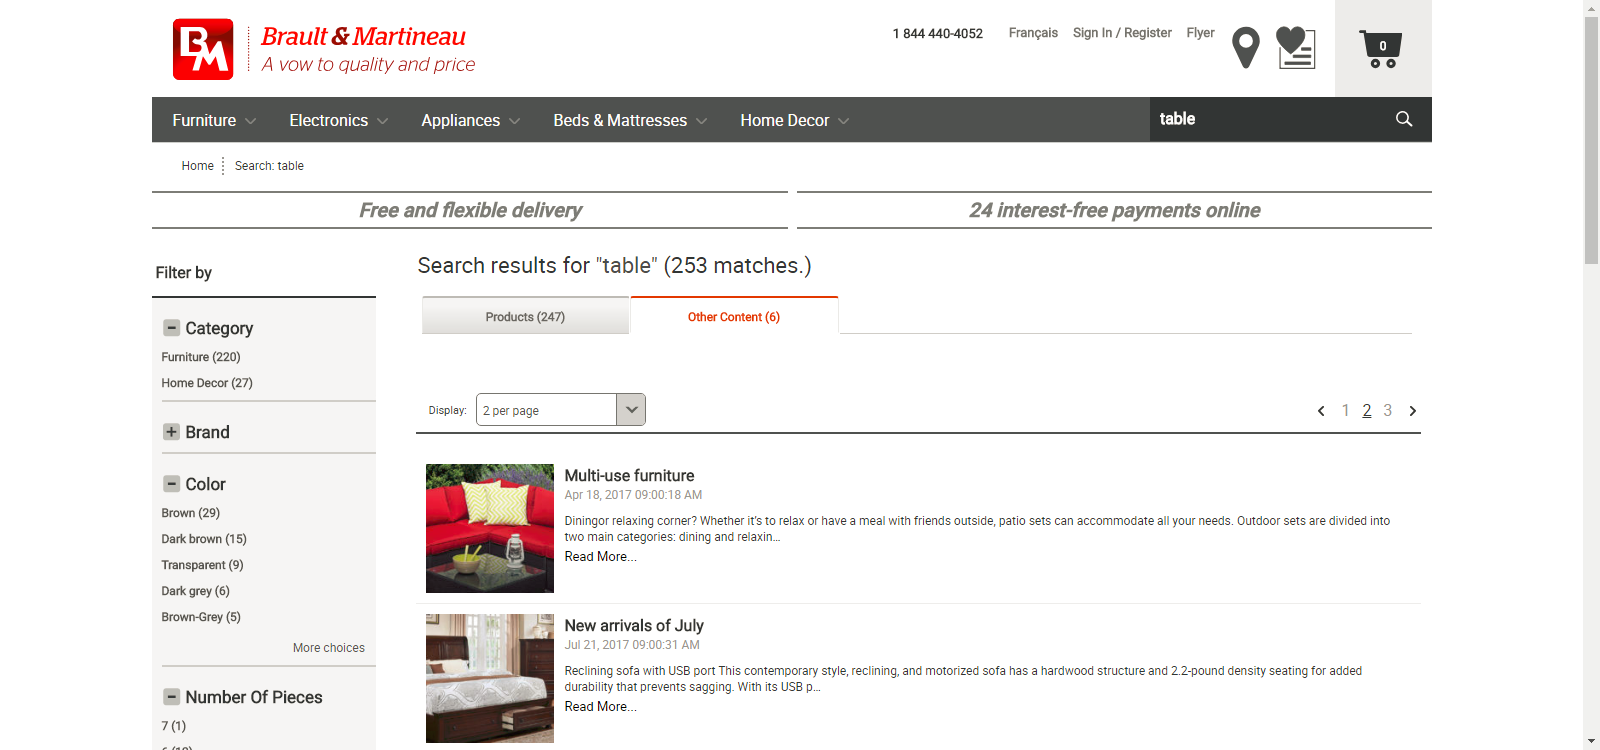 BM
Brault & Martineau
A vow to quality and price
1 844 440-4052 Français Sign In / Register Flyer
0
Furniture Electronics Appliances Beds & Mattresses Home Decor table
Home Search: table
Free and flexible delivery 24 interest-free payments online
Filter by
Search results for "table" (253 matches.)
Products (247) Other Content (6)
Category
Furniture (220)
Home Decor (27)
Brand
Color
Brown (29)
Dark brown (15)
Transparent (9)
Dark grey (6)
Brown-Grey (5)
More choices
Number Of Pieces
7 (1)
Display: 2 per page 1 2 3
Multi-use furniture
Apr 18, 2017 09:00:18 AM
Diningor relaxing corner? Whether it's to relax or have a meal with friends outside, patio sets can accommodate all your needs. Outdoor sets are divided into
two main categories: dining and relaxin...
Read More...
New arrivals of July
Jul 21, 2017 09:00:31 AM
Reclining sofa with USB port This contemporary style, reclining, and motorized sofa has a hardwood structure and 2.2-pound density seating for added
durability that prevents sagging. With its USB p...
Read More...